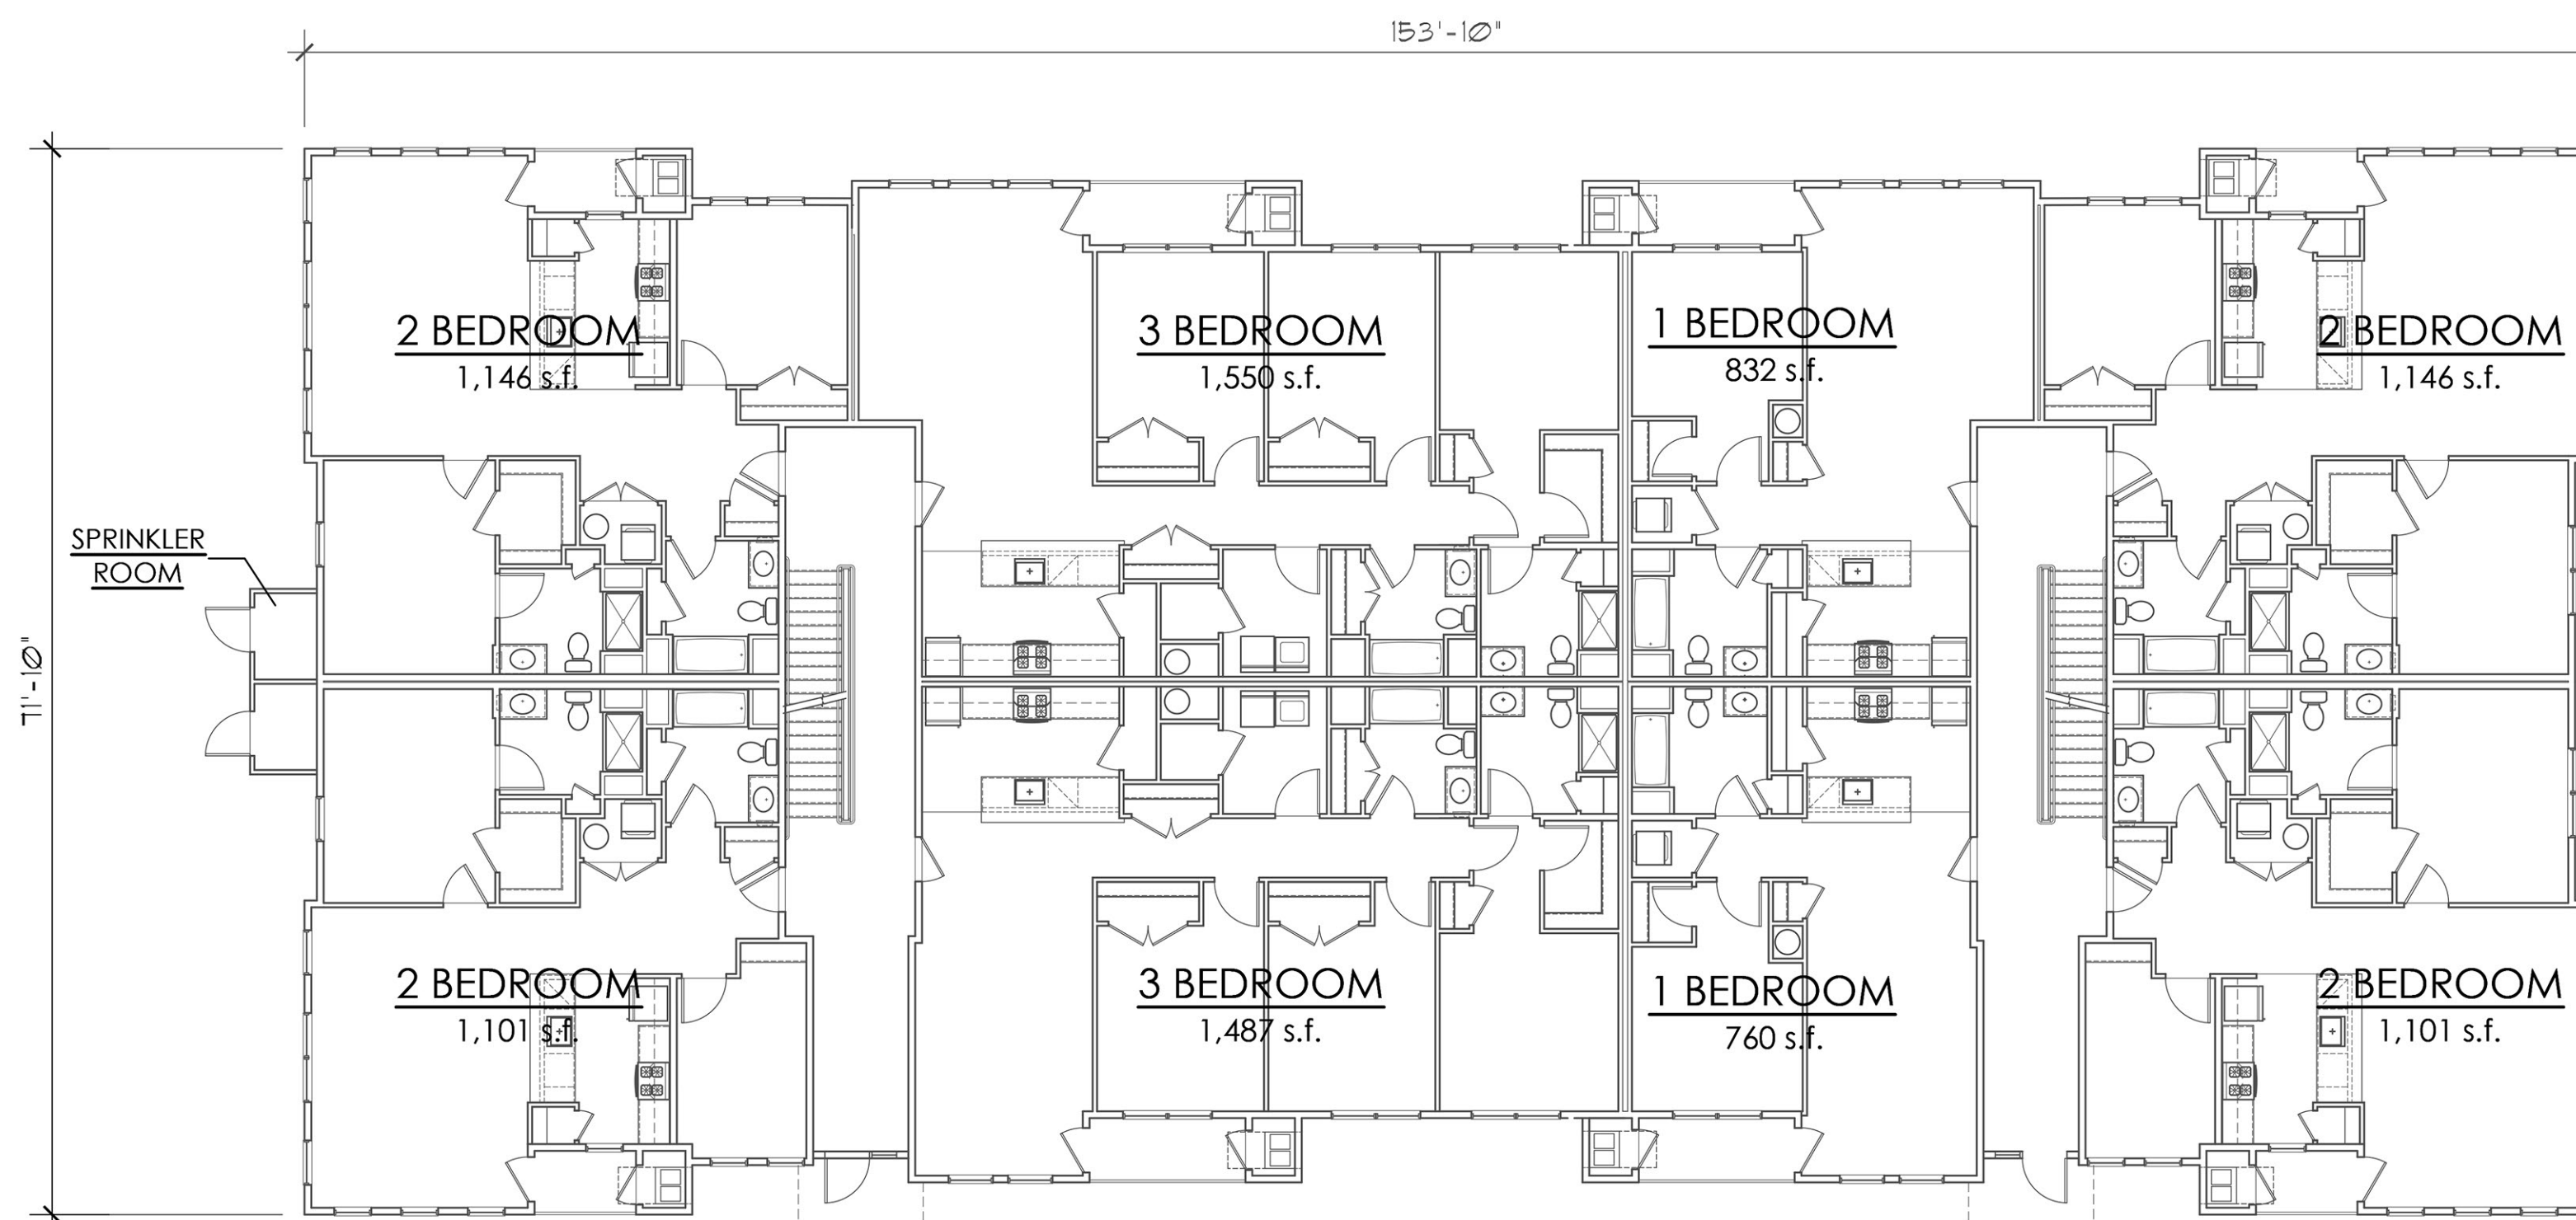 153'-10"
2 BEDROOM
1,146 s.f.
3 BEDROOM
1,550 s.f.
1 BEDROOM
832 s.f.
2 BEDROOM
1,146 s.f.
SPRINKLER
ROOM
71'-10"
2 BEDROOM
1,101 s.f.
3 BEDROOM
1,487 s.f.
1 BEDROOM
760 s.f.
2 BEDROOM
1,101 s.f.